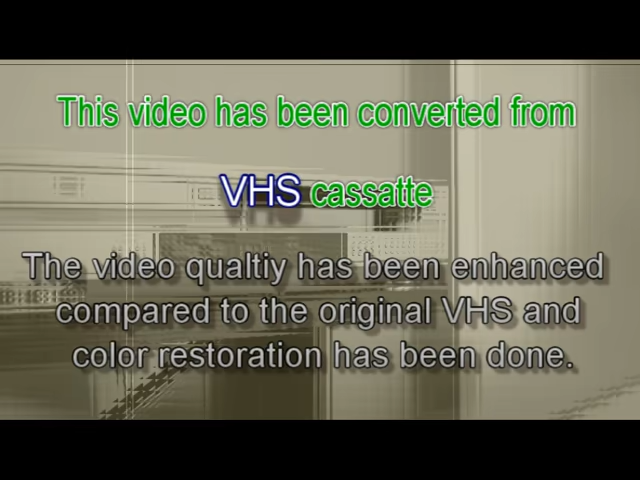 This video has been converted from
VHS cassatte
The video qualtiy has been enhanced
compared to the original VHS and
color restoration has been done.